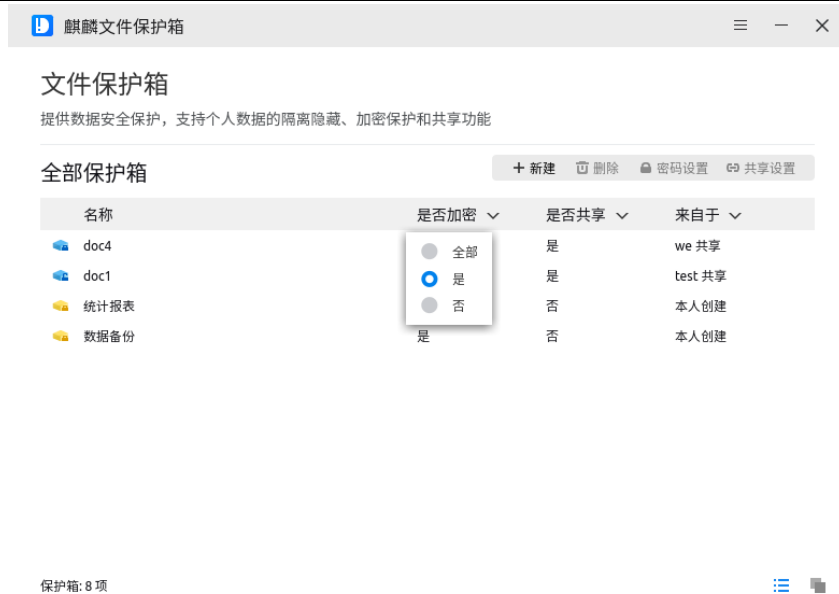 麒麟文件保护箱
文件保护箱
提供数据安全保护，支持个人数据的隔离隐藏、加密保护和共享功能
全部保护箱 新建 删除 密码设置 共享设置
名称 是否加密 是否共享 来自于
doc4 全部 是 we 共享
doc1 是 是 test 共享
统计报表 否 否 本人创建
数据备份 是 否 本人创建
保护箱: 8 项